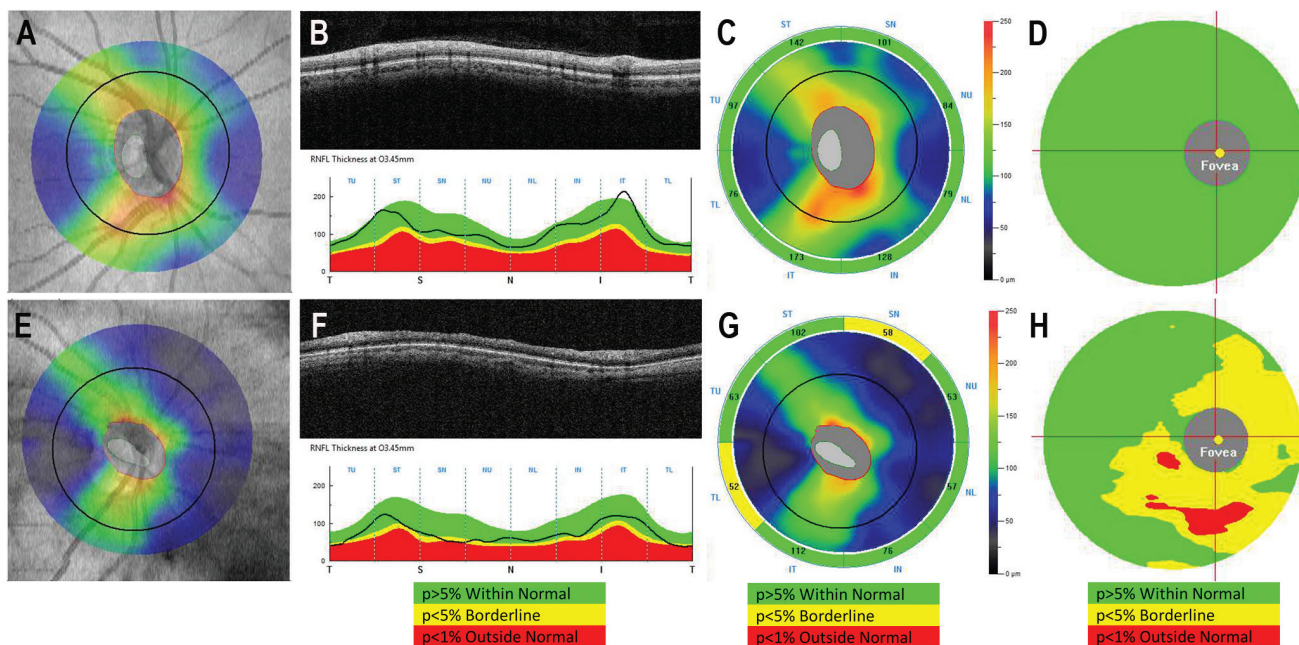 A
B
RNFL Thickness at O3.45mm
TU ST SN NU NL IN IT TL
200
100
0
T S N I T
C
ST SN
142 101
TU NU
97 84
76 79
TL NL
173 128
IT IN
250
200
150
100
50
0 µm
D
Fovea
E
F
RNFL Thickness at O3.45mm
TU ST SN NU NL IN IT TL
200
100
0
T S N I T
G
ST SN
102 58
TU NU
63 53
52 57
TL NL
112 76
IT IN
250
200
150
100
50
0 µm
H
Fovea
p>5% Within Normal
p<5% Borderline
p<1% Outside Normal
p>5% Within Normal
p<5% Borderline
p<1% Outside Normal
p>5% Within Normal
p<5% Borderline
p<1% Outside Normal